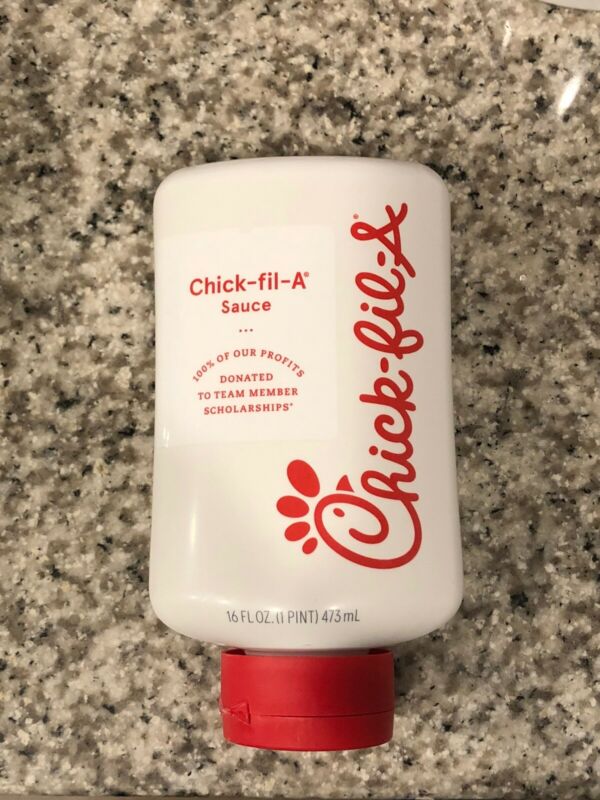 Chick-fil-A®
Sauce
...
100% OF OUR PROFITS
DONATED
TO TEAM MEMBER
SCHOLARSHIPS*
Chick-fil-A®
16 FL OZ. (1 PINT) 473 mL